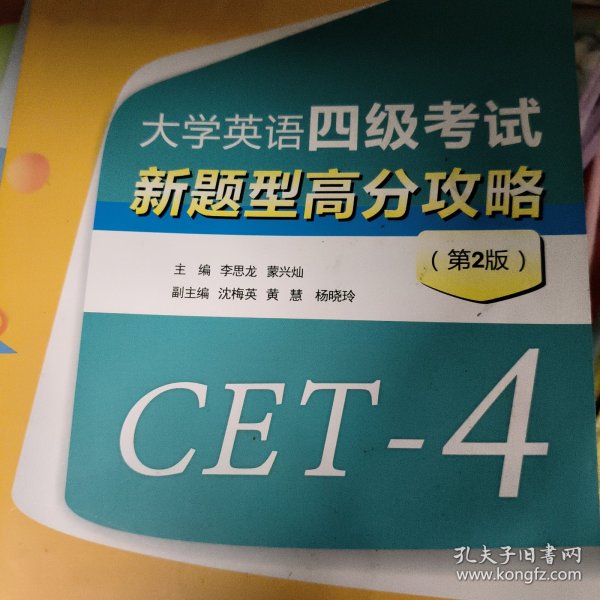 大学英语四级考试
新题型高分攻略
（第2版）
主 编 李思龙 蒙兴灿
副主编 沈梅英 黄 慧 杨晓玲
CET-4
孔夫子旧书网
www.kongfz.com